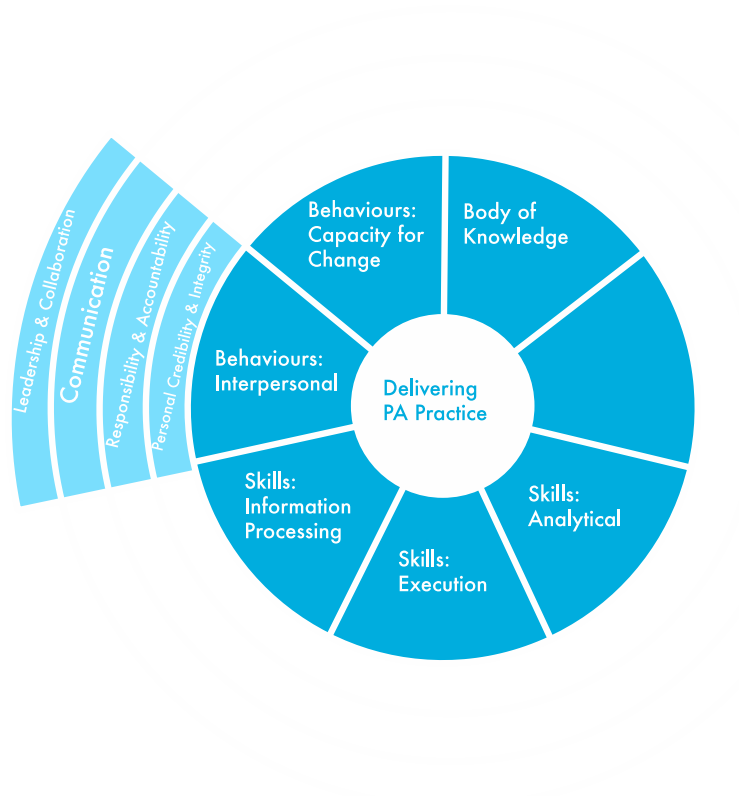 Leadership & Collaboration
Communication
Responsibility & Accountability
Personal Credibility & Integrity
Behaviours:
Capacity for
Change
Body of
Knowledge
Behaviours:
Interpersonal
Delivering
PA Practice
Skills:
Information
Processing
Skills:
Analytical
Skills:
Execution